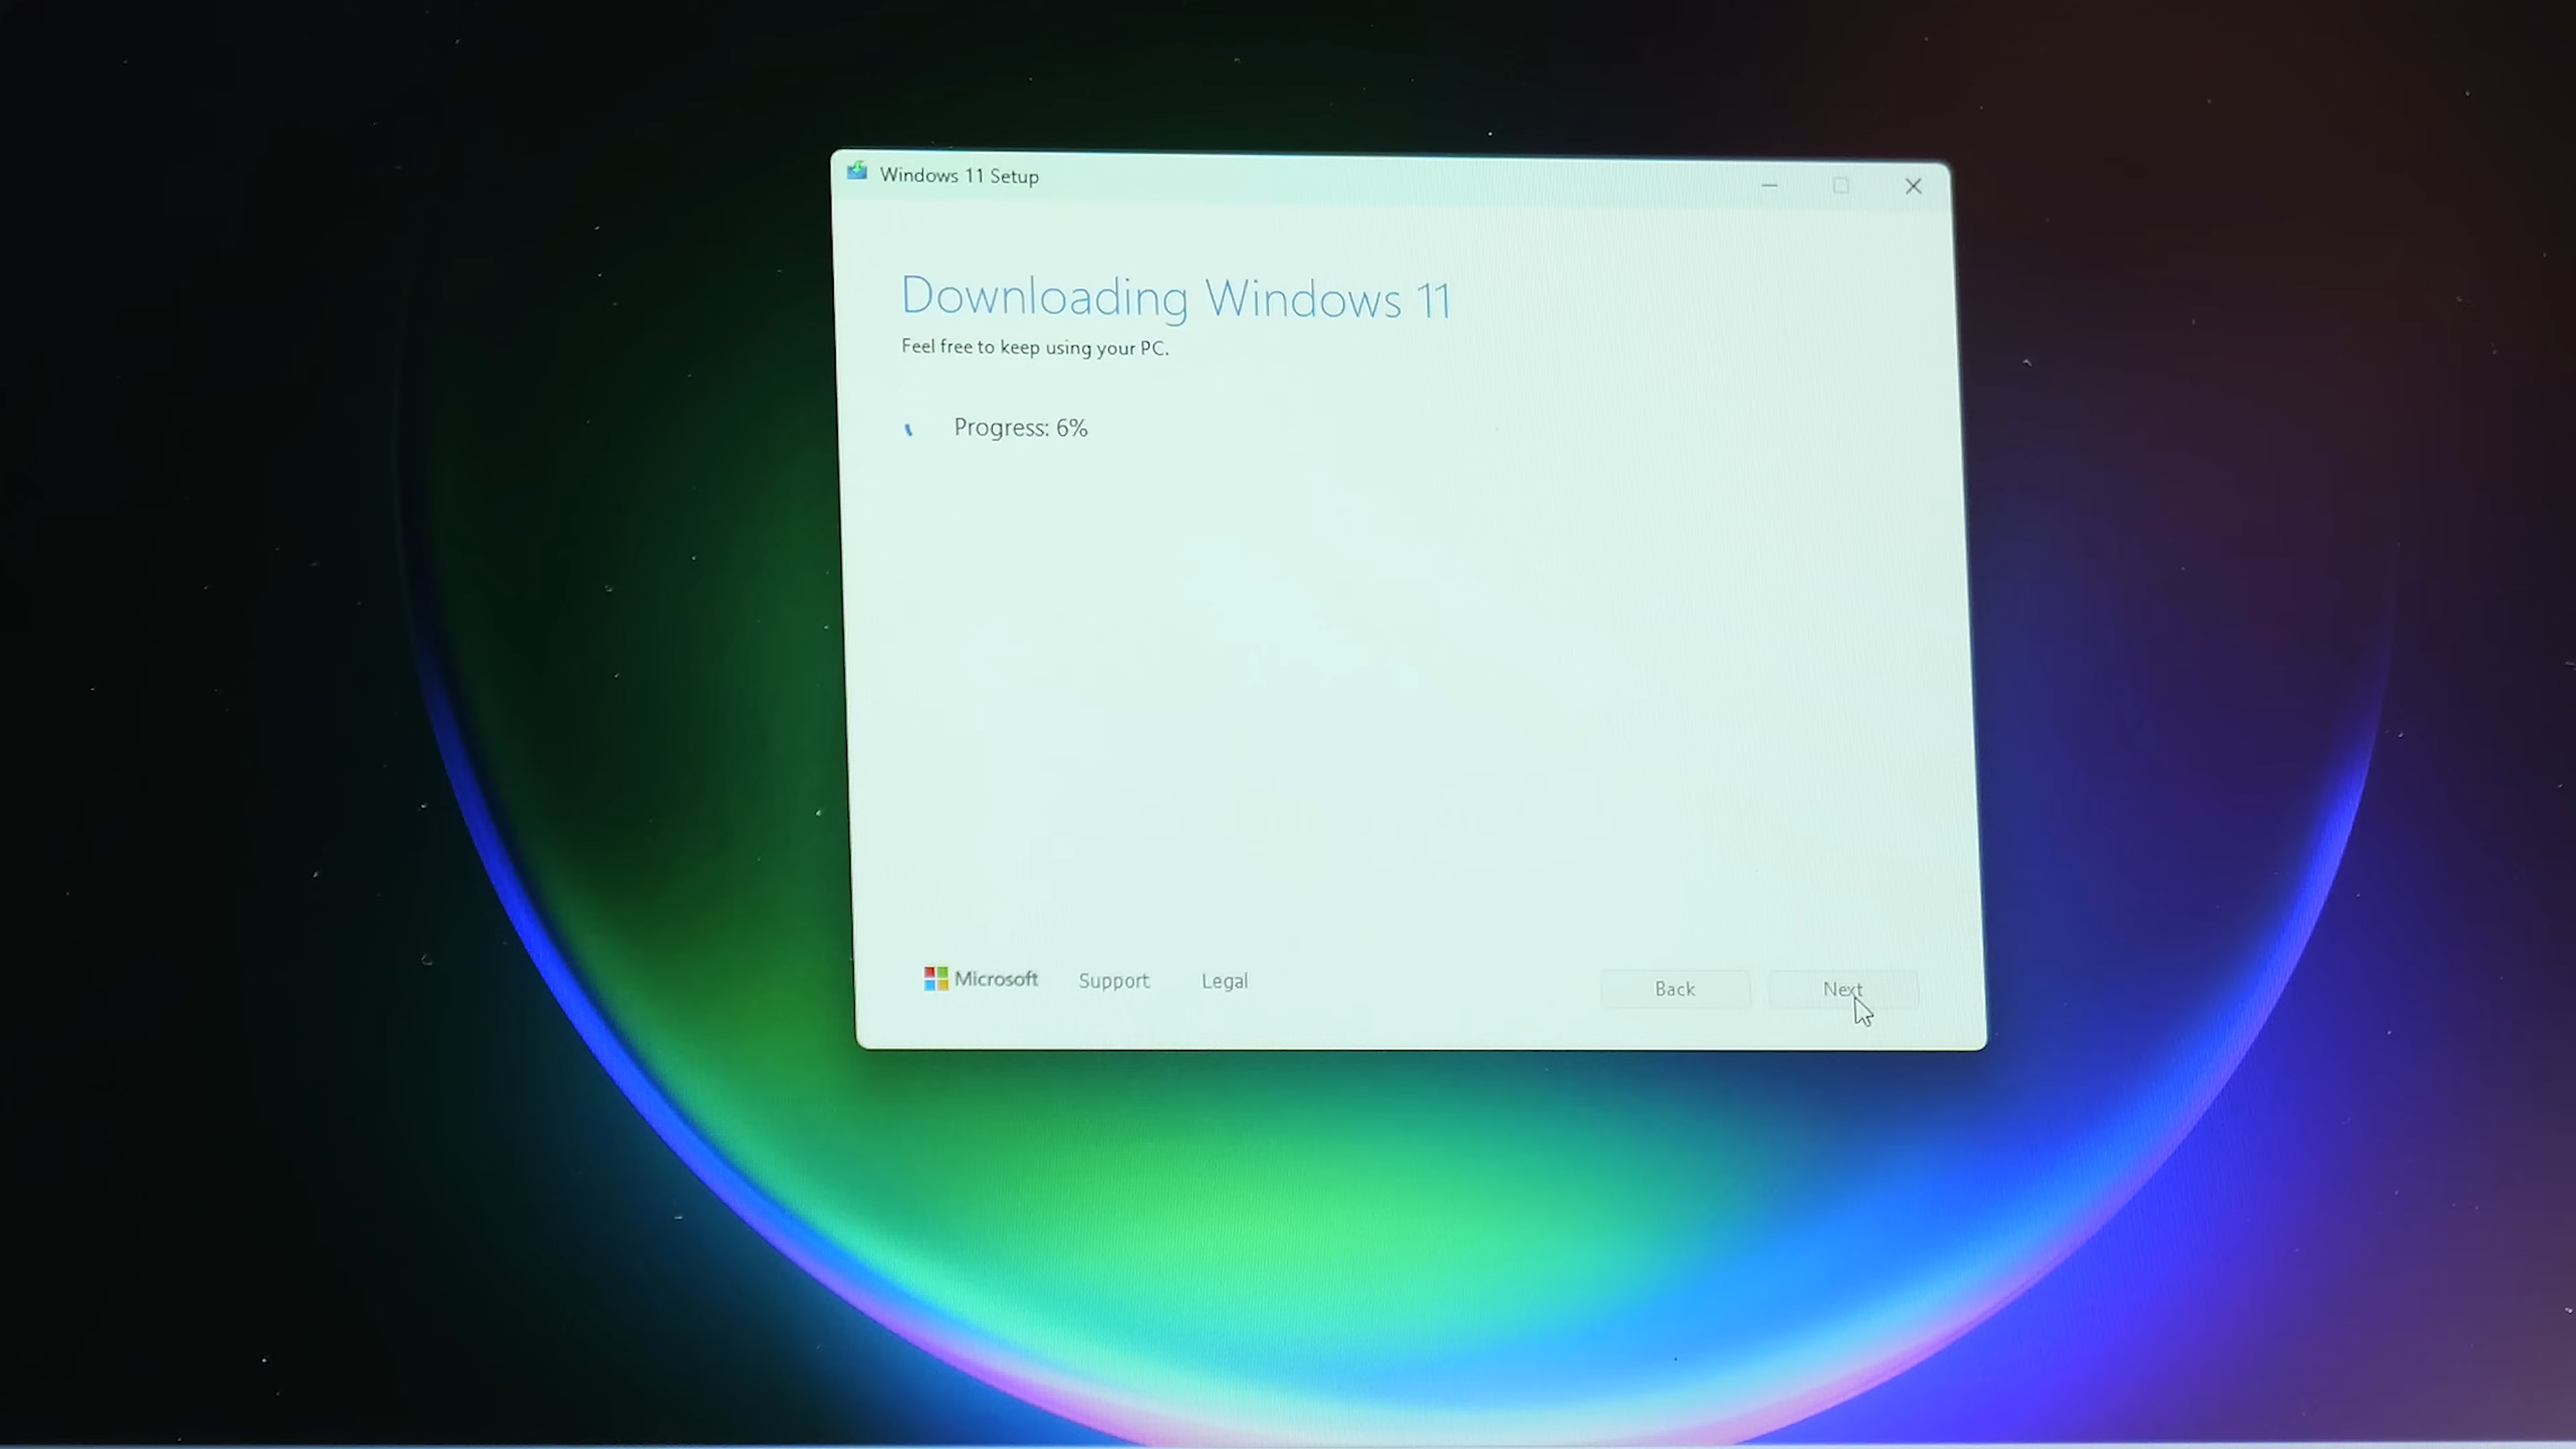 Windows 11 Setup
Downloading Windows 11
Feel free to keep using your PC.
Progress: 6%
Microsoft Support Legal Back Next